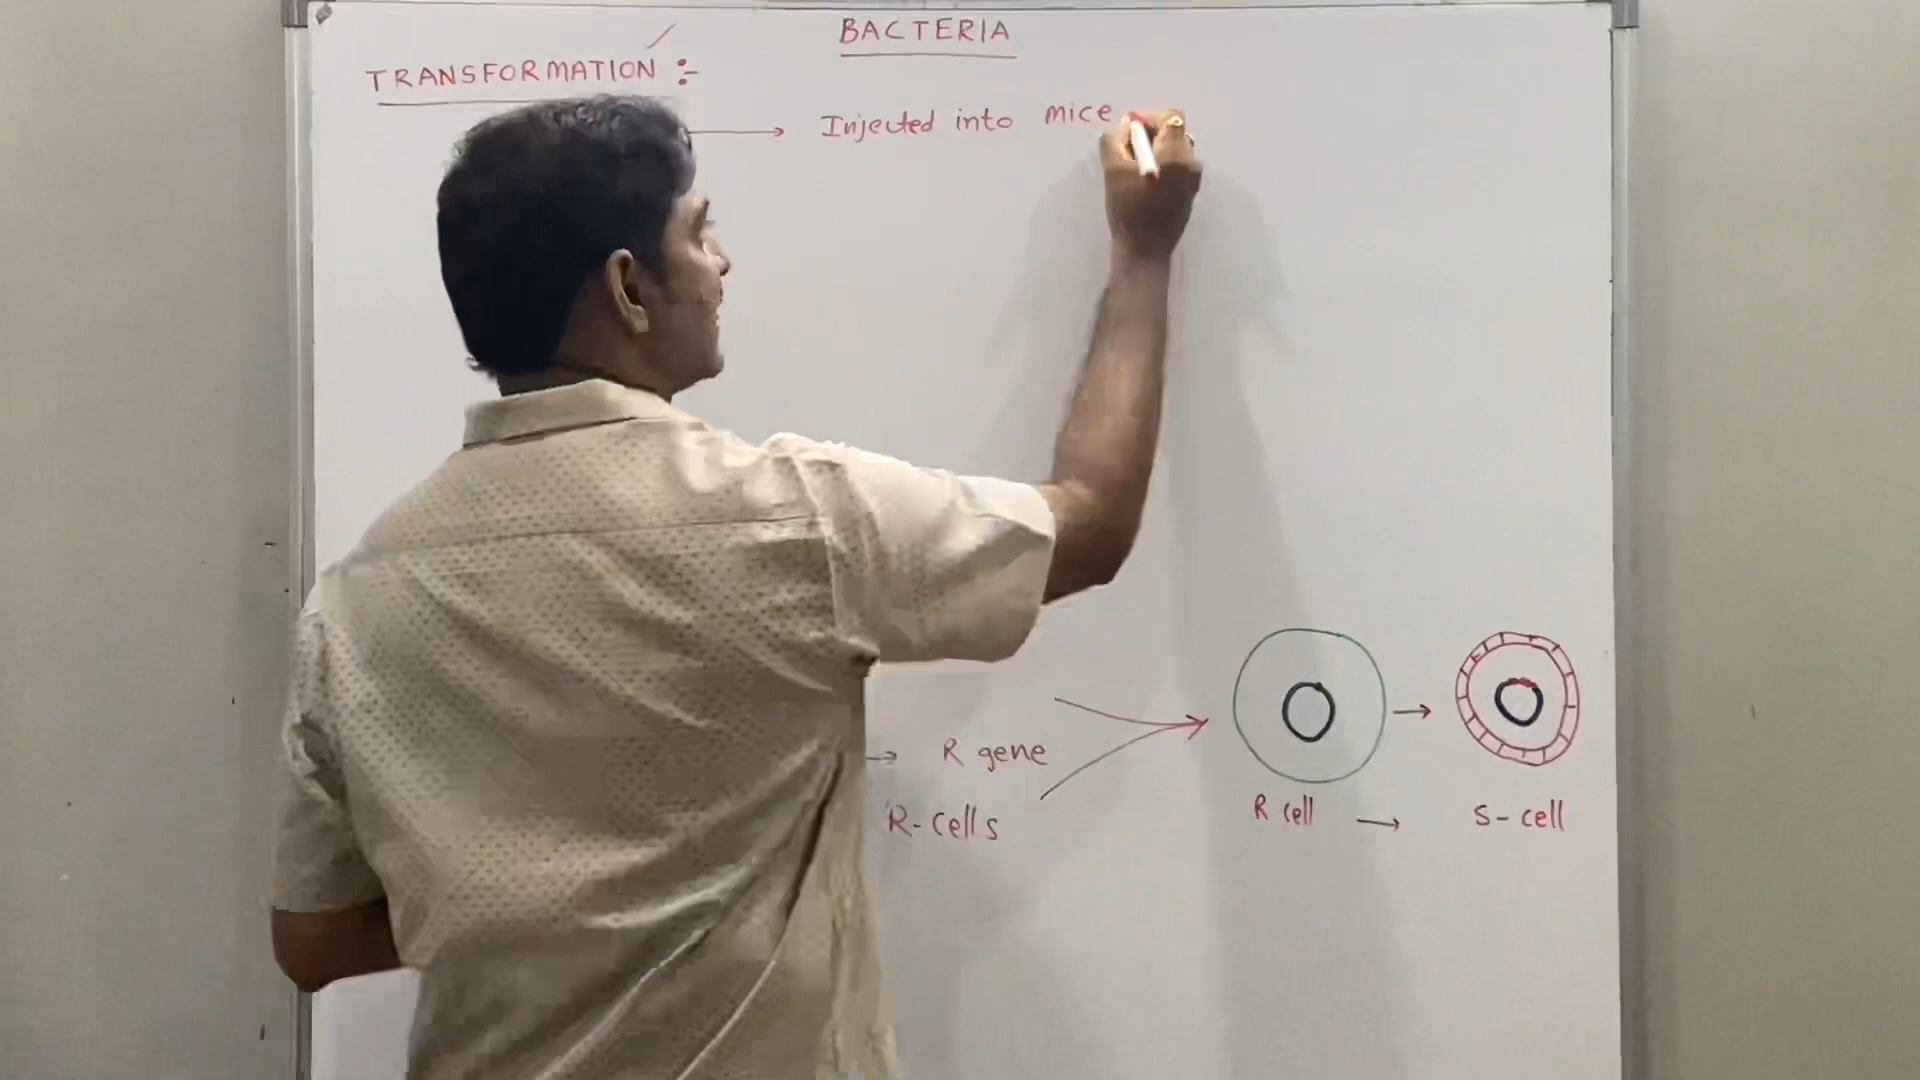 BACTERIA
TRANSFORMATION :-
→ Injected into mice
→ R gene
R-cells
R cell → S-cell